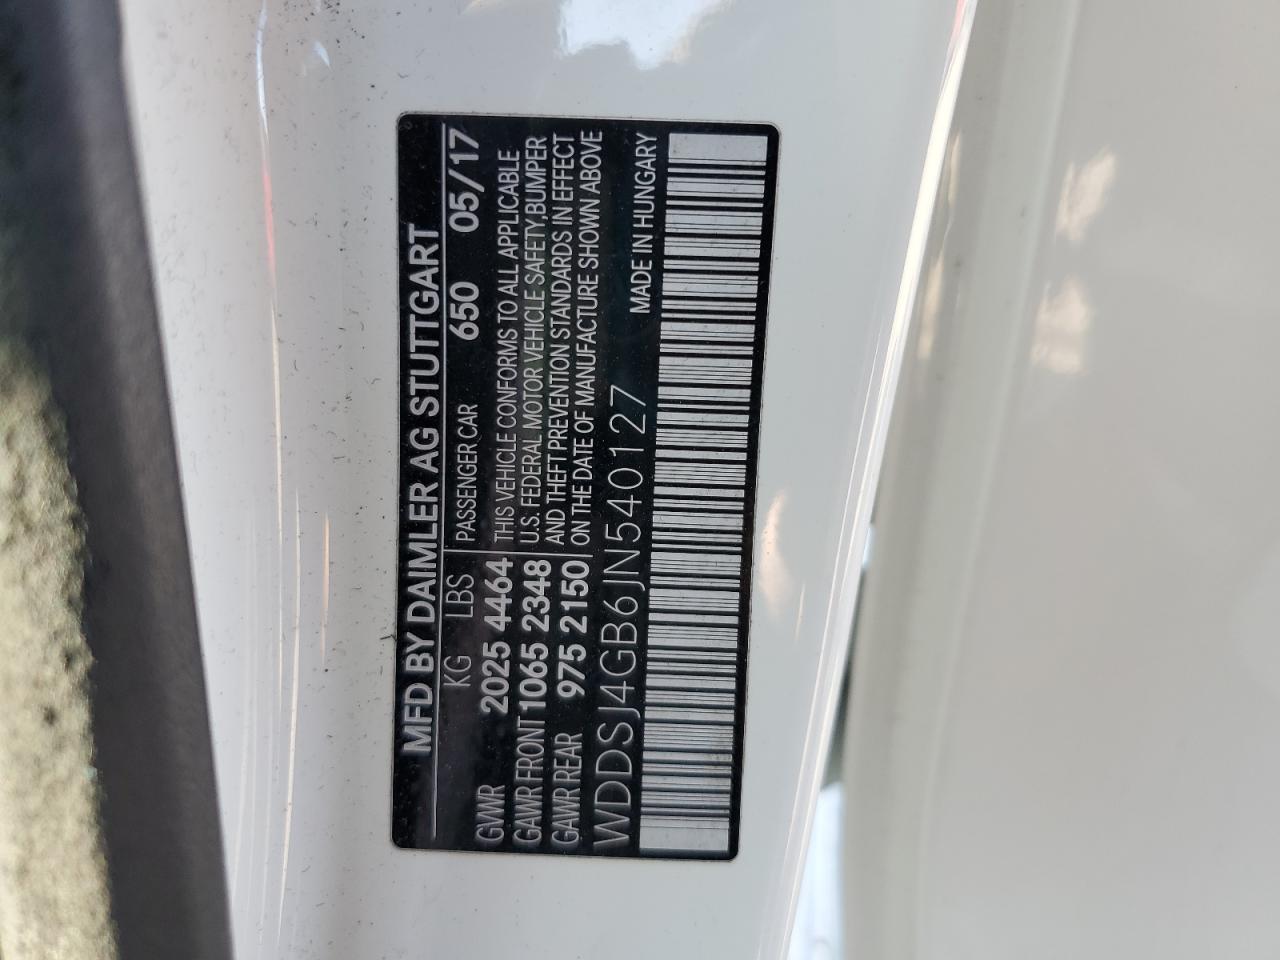 MFD BY DAIMLER AG STUTTGART
KG LBS PASSENGER CAR 650 05/17
GVWR 2025 4464
GAWR FRONT 1065 2348
GAWR REAR 975 2150
THIS VEHICLE CONFORMS TO ALL APPLICABLE
U.S. FEDERAL MOTOR VEHICLE SAFETY,BUMPER
AND THEFT PREVENTION STANDARDS IN EFFECT
ON THE DATE OF MANUFACTURE SHOWN ABOVE
WDDSJ4GB6JN540127
MADE IN HUNGARY